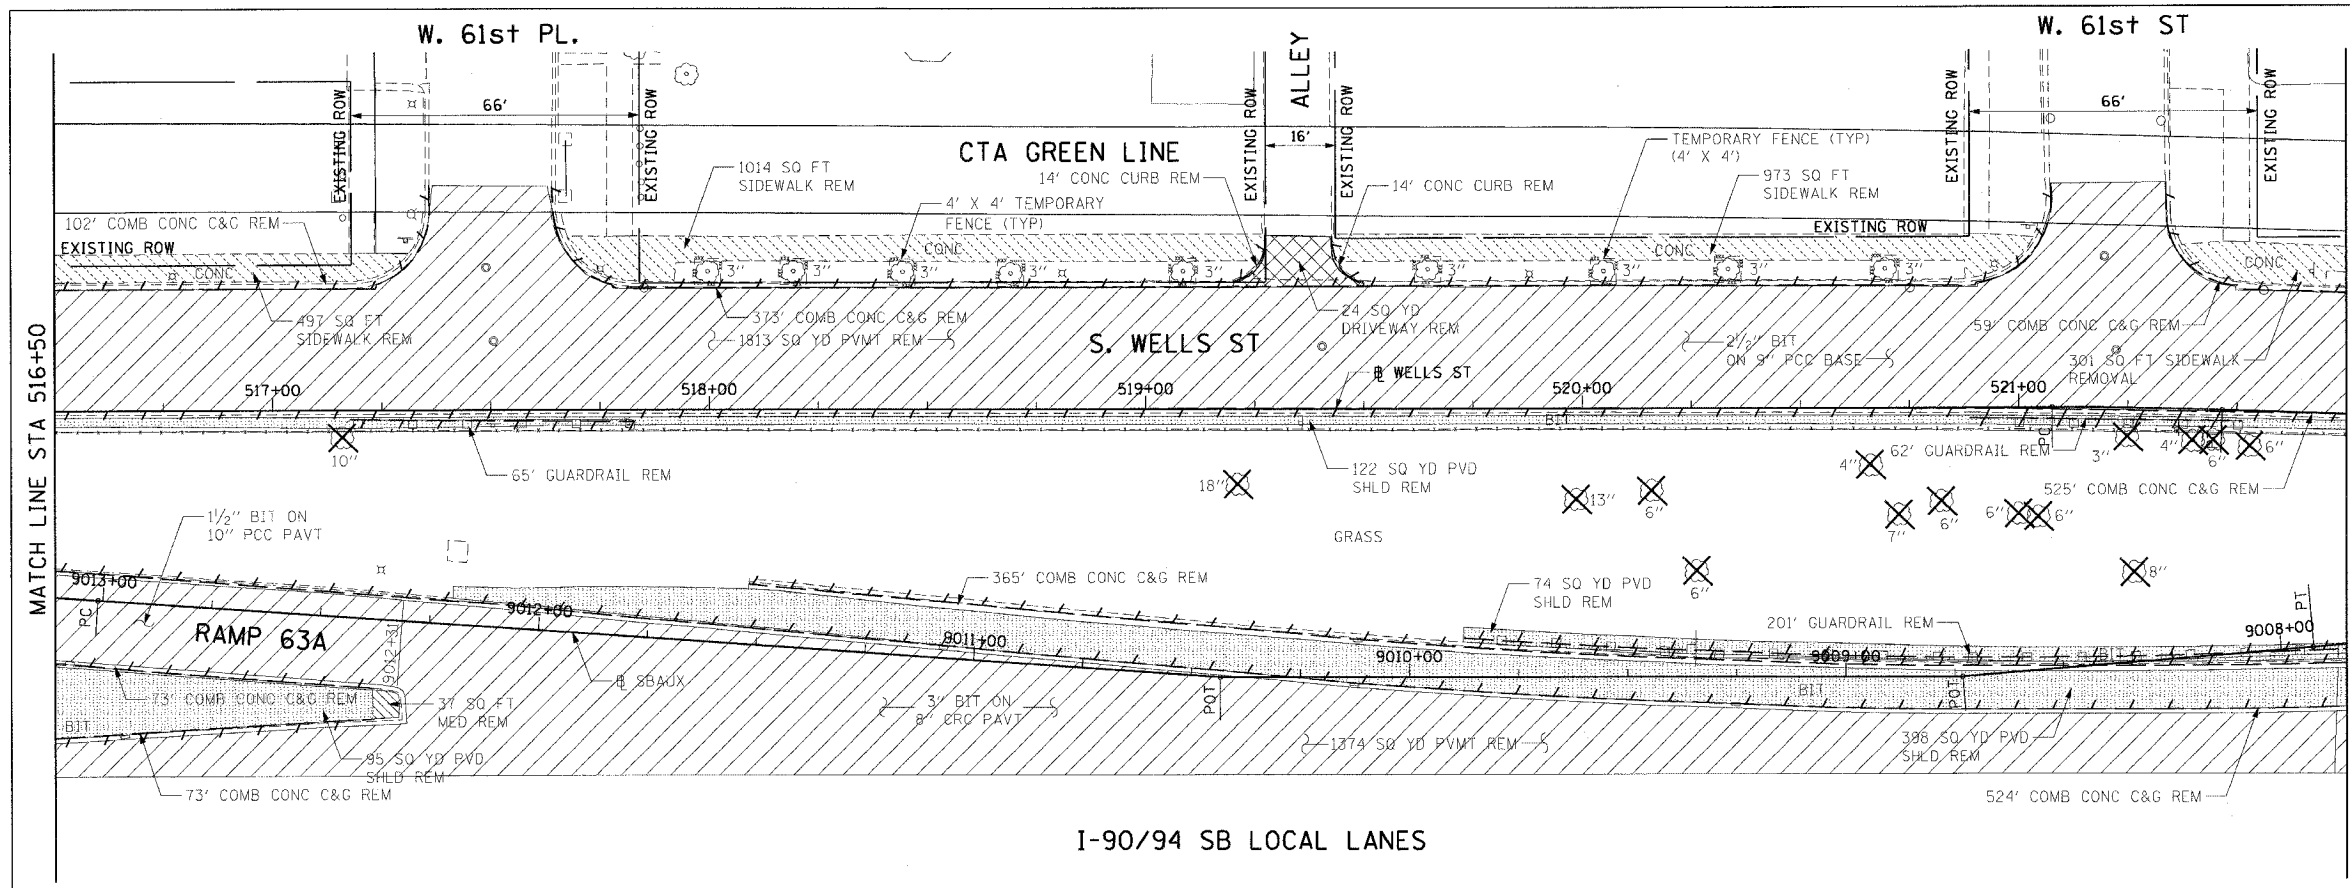 W. 61st PL.
W. 61st ST
ALLEY
EXISTING ROW
66'
EXISTING ROW
EXISTING ROW
16'
EXISTING ROW
EXISTING ROW
66'
EXISTING ROW
CTA GREEN LINE
1014 SQ FT
SIDEWALK REM
14' CONC CURB REM
14' CONC CURB REM
TEMPORARY FENCE (TYP)
(4' X 4')
973 SQ FT
SIDEWALK REM
102' COMB CONC C&G REM
4' X 4' TEMPORARY
FENCE (TYP)
EXISTING ROW
EXISTING ROW
CONC
CONC
CONC
CONC
3"
3"
3"
3"
3"
3"
3"
3"
3"
497 SQ FT
SIDEWALK REM
373' COMB CONC C&G REM
1813 SQ YD PVMT REM
24 SQ YD
DRIVEWAY REM
59' COMB CONC C&G REM
S. WELLS ST
2½" BIT
ON 9" PCC BASE
301 SQ FT SIDEWALK
REMOVAL
MATCH LINE STA 516+50
℄ WELLS ST
517+00
518+00
519+00
520+00
521+00
BIT
PC
10"
65' GUARDRAIL REM
122 SQ YD PVD
SHLD REM
62' GUARDRAIL REM
3"
4"
6"
6"
18"
13"
6"
4"
7"
6"
6"
6"
525' COMB CONC C&G REM
1½" BIT ON
10" PCC PAVT
GRASS
6"
8"
365' COMB CONC C&G REM
74 SQ YD PVD
SHLD REM
201' GUARDRAIL REM
PT
9013+00
9012+00
9011+00
9010+00
9009+00
9008+00
PC
RAMP 63A
9012+31
BIT
℄ SBAUX
73' COMB CONC C&G REM
37 SQ FT
MED REM
BIT
3" BIT ON
8" CRC PAVT
POT
BIT
POT
1374 SQ YD PVMT REM
398 SQ YD PVD
SHLD REM
95 SQ YD PVD
SHLD REM
73' COMB CONC C&G REM
524' COMB CONC C&G REM
I-90/94 SB LOCAL LANES